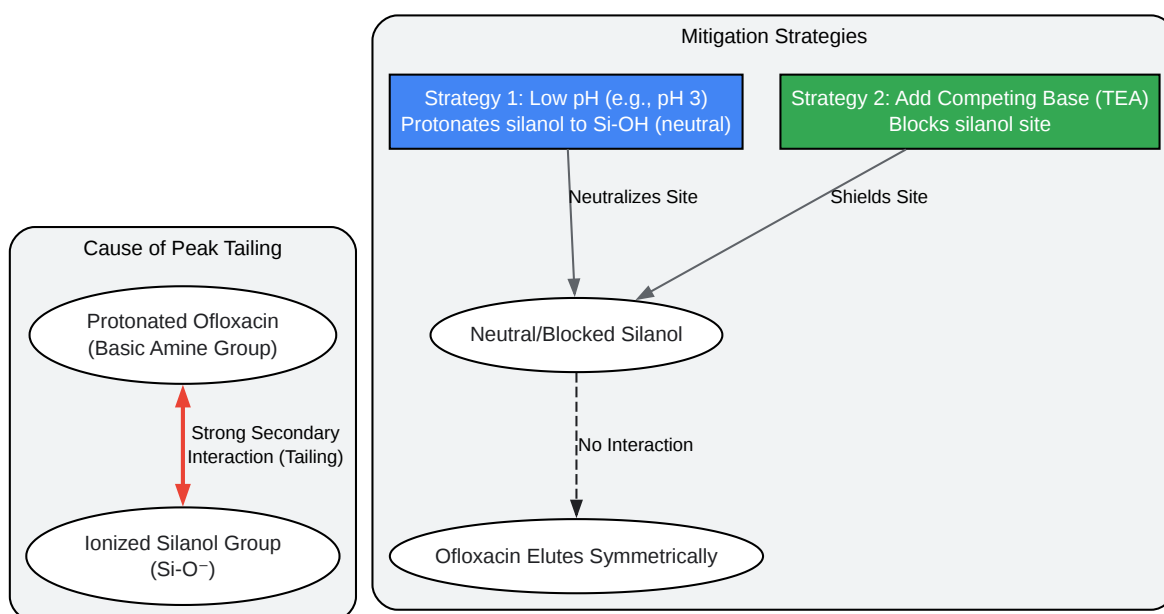 Cause of Peak Tailing
Protonated Ofloxacin
(Basic Amine Group)
Strong Secondary
Interaction (Tailing)
Ionized Silanol Group
(Si-O⁻)
Mitigation Strategies
Strategy 1: Low pH (e.g., pH 3)
Protonates silanol to Si-OH (neutral)
Strategy 2: Add Competing Base (TEA)
Blocks silanol site
Neutralizes Site
Shields Site
Neutral/Blocked Silanol
No Interaction
Ofloxacin Elutes Symmetrically